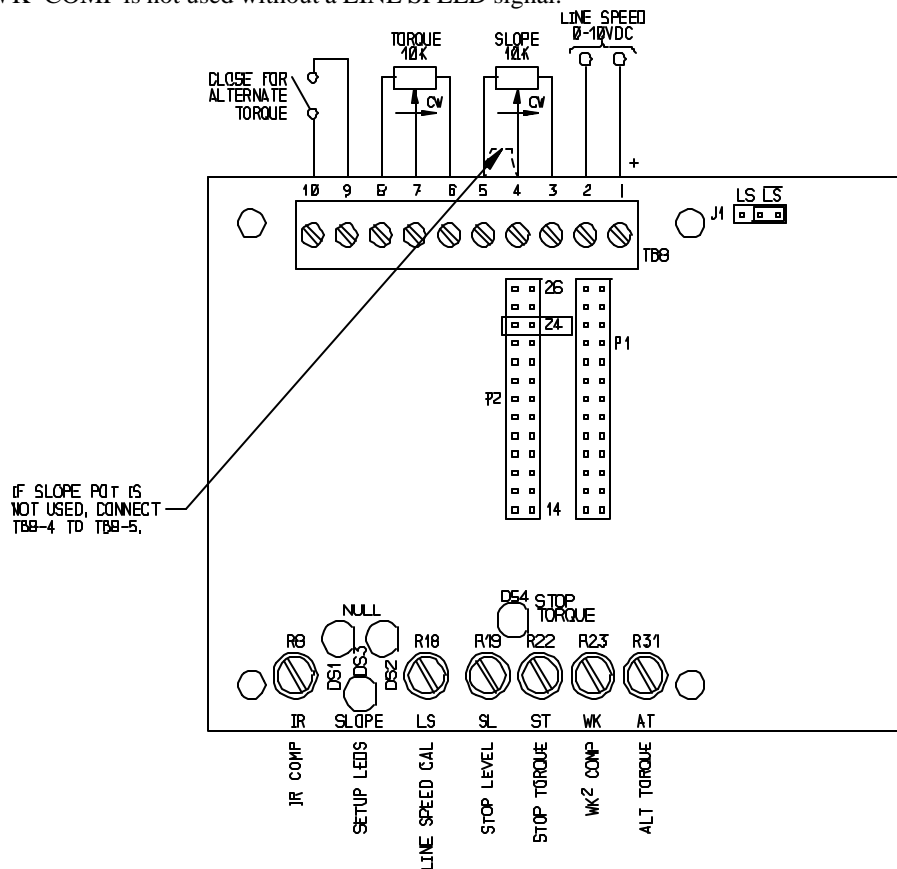 COMP is not used without a LINE SPEED signal.
LINE SPEED
0-10VDC
TORQUE
10K
SLOPE
10K
CLOSE FOR
ALTERNATE
TORQUE
CW
CW
+
10 9 8 7 6 5 4 3 2 1
LS LS
J1
TB8
26
24
P1
P2
14
IF SLOPE POT IS
NOT USED, CONNECT
TB8-4 TO TB8-5.
DS4 STOP
TORQUE
NULL
R8 R18 R19 R22 R23 R31
DS1 DS3 DS2
IR SLOPE LS SL ST WK AT
IR COMP
SETUP LEDS
LINE SPEED CAL
STOP LEVEL
STOP TORQUE
WK² COMP
ALT TORQUE